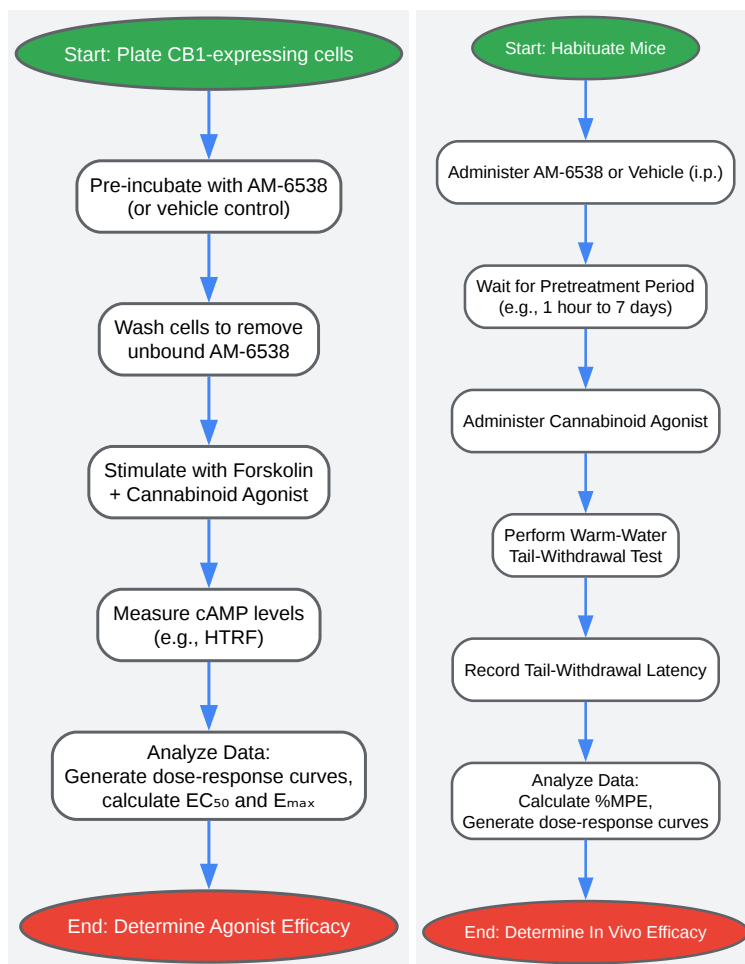 Start: Plate CB1-expressing cells
Pre-incubate with AM-6538
(or vehicle control)
Wash cells to remove
unbound AM-6538
Stimulate with Forskolin
+ Cannabinoid Agonist
Measure cAMP levels
(e.g., HTRF)
Analyze Data:
Generate dose-response curves,
calculate EC₅₀ and Eₘₐₓ
End: Determine Agonist Efficacy
Start: Habituate Mice
Administer AM-6538 or Vehicle (i.p.)
Wait for Pretreatment Period
(e.g., 1 hour to 7 days)
Administer Cannabinoid Agonist
Perform Warm-Water
Tail-Withdrawal Test
Record Tail-Withdrawal Latency
Analyze Data:
Calculate %MPE,
Generate dose-response curves
End: Determine In Vivo Efficacy